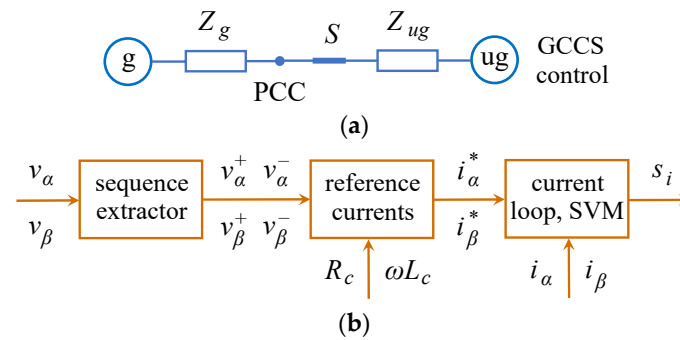 g
Z_g
PCC
S
Z_ug
ug
GCCS
control
(a)
v_α
v_β
sequence
extractor
v_α^+ v_α^-
v_β^+ v_β^-
reference
currents
R_c ωL_c
i_α^*
i_β^*
current
loop, SVM
i_α i_β
s_i
(b)